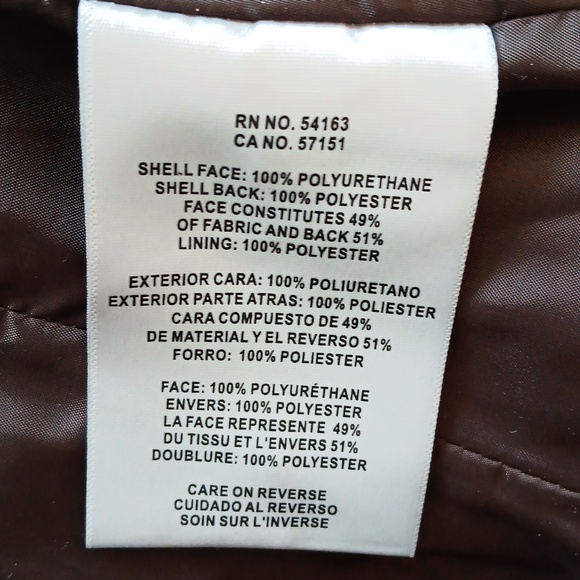 RN NO. 54163
CA NO. 57151
SHELL FACE: 100% POLYURETHANE
SHELL BACK: 100% POLYESTER
FACE CONSTITUTES 49%
OF FABRIC AND BACK 51%
LINING: 100% POLYESTER
EXTERIOR CARA: 100% POLIURETANO
EXTERIOR PARTE ATRAS: 100% POLIESTER
CARA COMPUESTO DE 49%
DE MATERIAL Y EL REVERSO 51%
FORRO: 100% POLIESTER
FACE: 100% POLYURÉTHANE
ENVERS: 100% POLYESTER
LA FACE REPRESENTE 49%
DU TISSU ET L'ENVERS 51%
DOUBLURE: 100% POLYESTER
CARE ON REVERSE
CUIDADO AL REVERSO
SOIN SUR L'INVERSE